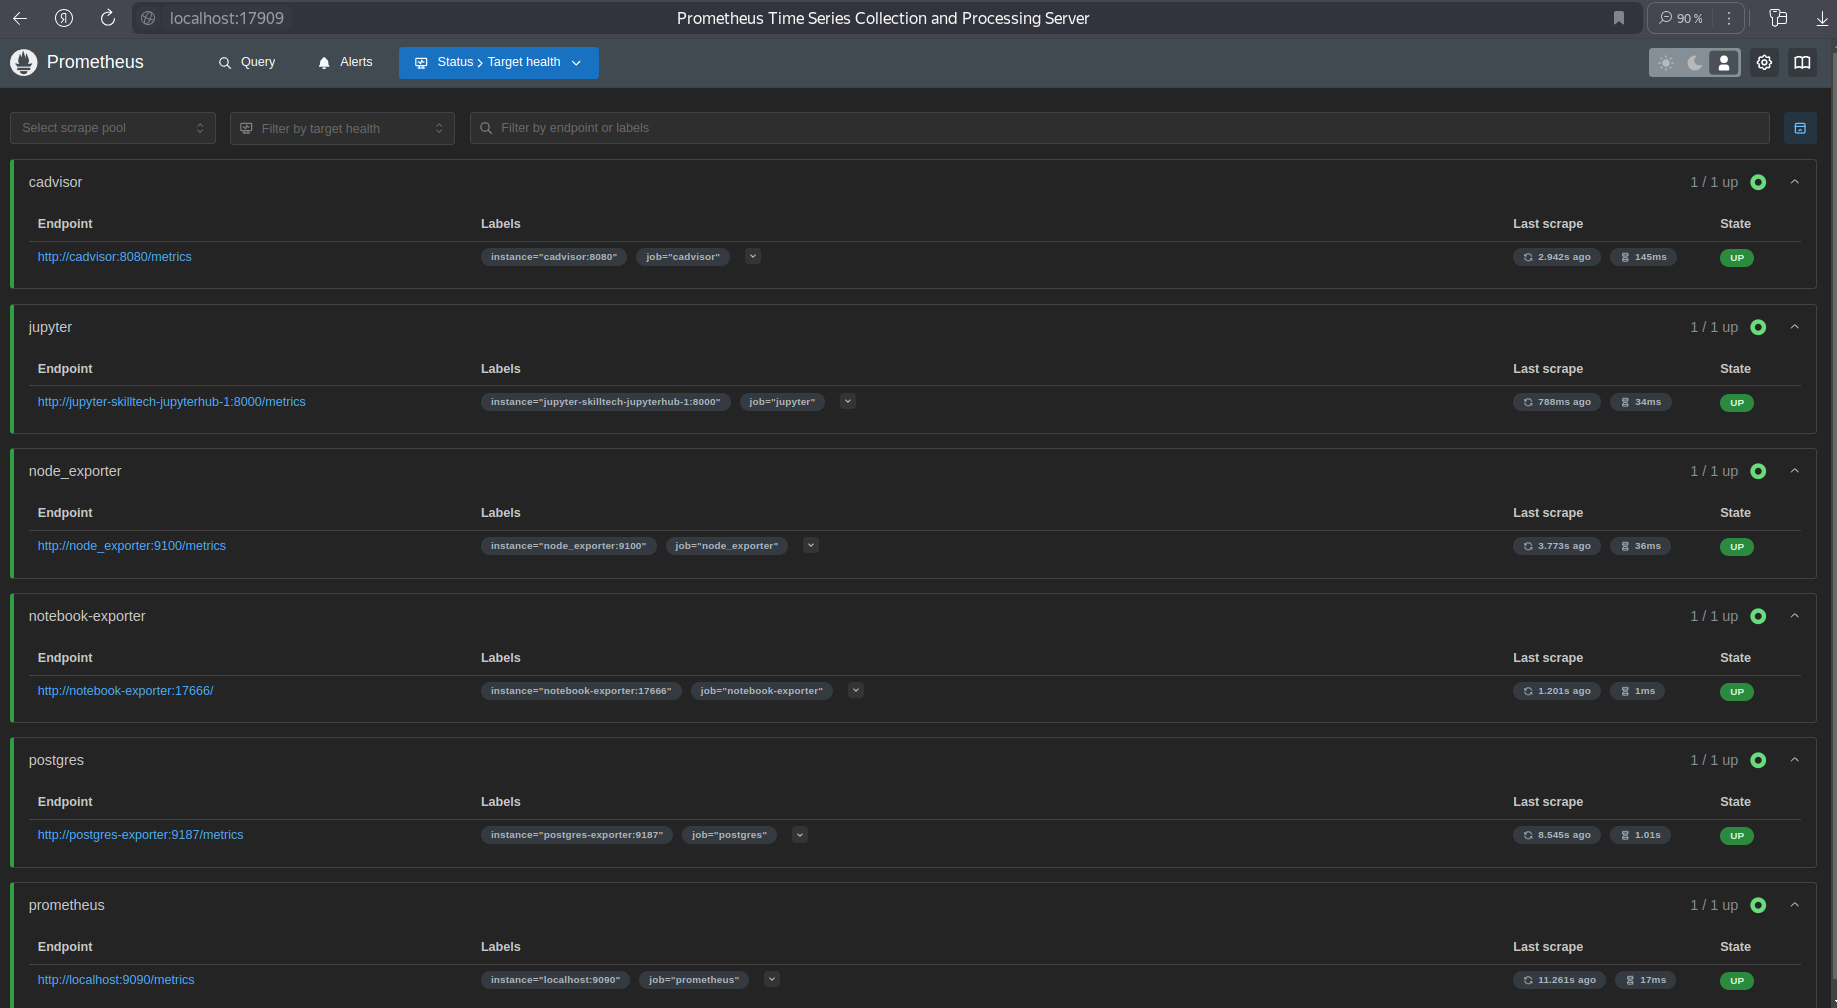 localhost:17909 Prometheus Time Series Collection and Processing Server 90 %
Prometheus Query Alerts Status > Target health
Select scrape pool Filter by target health Filter by endpoint or labels
cadvisor 1 / 1 up
Endpoint Labels Last scrape State
http://cadvisor:8080/metrics instance="cadvisor:8080" job="cadvisor" 2.942s ago 145ms UP
jupyter 1 / 1 up
Endpoint Labels Last scrape State
http://jupyter-skilltech-jupyterhub-1:8000/metrics instance="jupyter-skilltech-jupyterhub-1:8000" job="jupyter" 788ms ago 34ms UP
node_exporter 1 / 1 up
Endpoint Labels Last scrape State
http://node_exporter:9100/metrics instance="node_exporter:9100" job="node_exporter" 3.773s ago 36ms UP
notebook-exporter 1 / 1 up
Endpoint Labels Last scrape State
http://notebook-exporter:17666/ instance="notebook-exporter:17666" job="notebook-exporter" 1.201s ago 1ms UP
postgres 1 / 1 up
Endpoint Labels Last scrape State
http://postgres-exporter:9187/metrics instance="postgres-exporter:9187" job="postgres" 8.545s ago 1.01s UP
prometheus 1 / 1 up
Endpoint Labels Last scrape State
http://localhost:9090/metrics instance="localhost:9090" job="prometheus" 11.261s ago 17ms UP